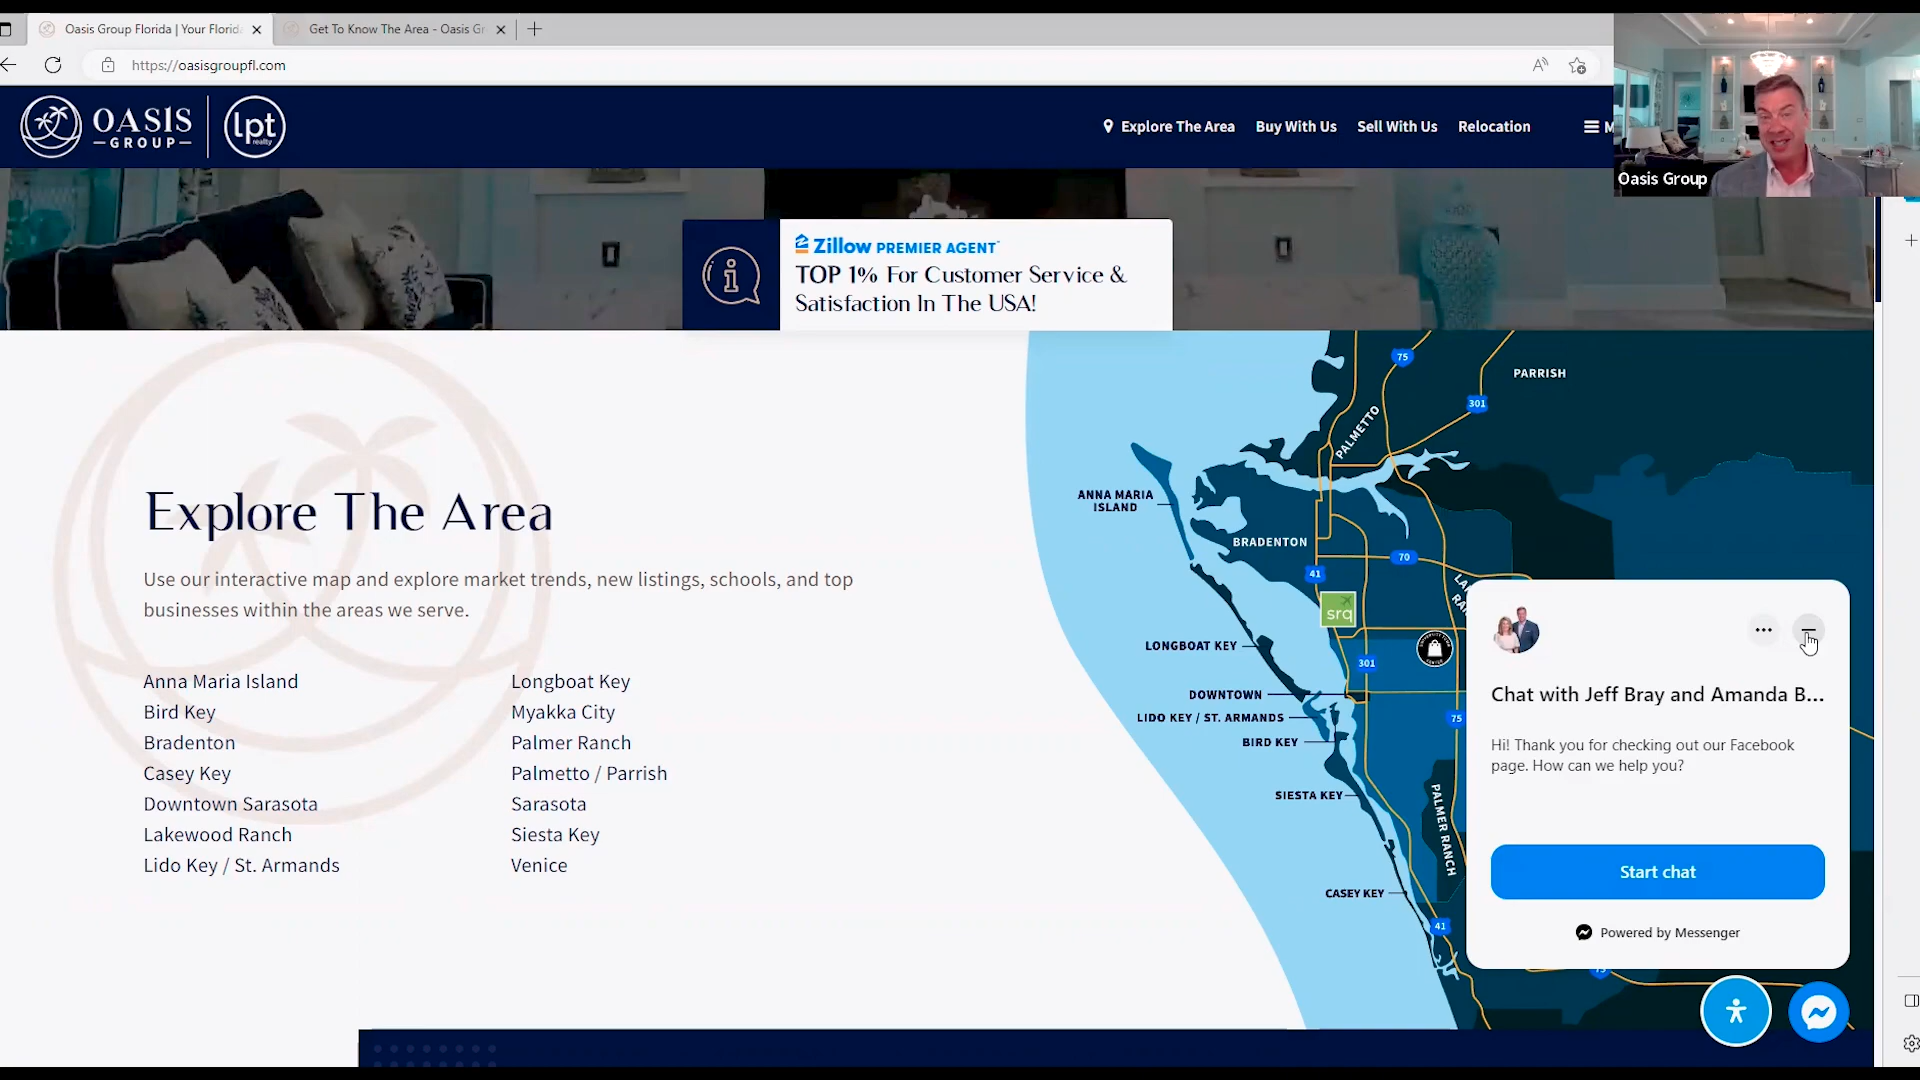 Oasis Group Florida | Your Florid
Get To Know The Area - Oasis Gr
https://oasisgroupfl.com
OASIS
GROUP
lpt
realty
Explore The Area
Buy With Us
Sell With Us
Relocation
M
Oasis Group
Zillow PREMIER AGENT
TOP 1% For Customer Service &
Satisfaction In The USA!
Explore The Area
Use our interactive map and explore market trends, new listings, schools, and top
businesses within the areas we serve.
Anna Maria Island
Bird Key
Bradenton
Casey Key
Downtown Sarasota
Lakewood Ranch
Lido Key / St. Armands
Longboat Key
Myakka City
Palmer Ranch
Palmetto / Parrish
Sarasota
Siesta Key
Venice
75
PARRISH
301
PALMETTO
ANNA MARIA
ISLAND
BRADENTON
70
41
srq
LONGBOAT KEY
UNIVERSITY TOWN
CENTER
301
DOWNTOWN
LIDO KEY / ST. ARMANDS
75
BIRD KEY
SIESTA KEY
PALMER RANCH
CASEY KEY
41
Chat with Jeff Bray and Amanda B...
Hi! Thank you for checking out our Facebook
page. How can we help you?
Start chat
Powered by Messenger